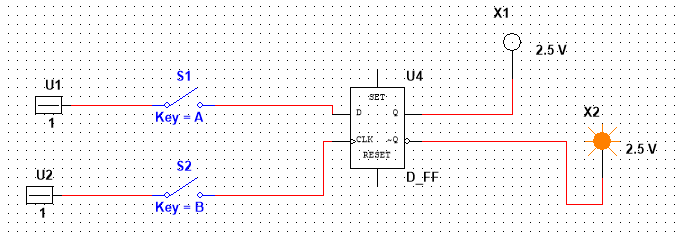 X1
2.5 V
U1
1
S1
Key = A
U4
SET
D
Q
CLK
~Q
RESET
D_FF
X2
2.5 V
U2
1
S2
Key = B